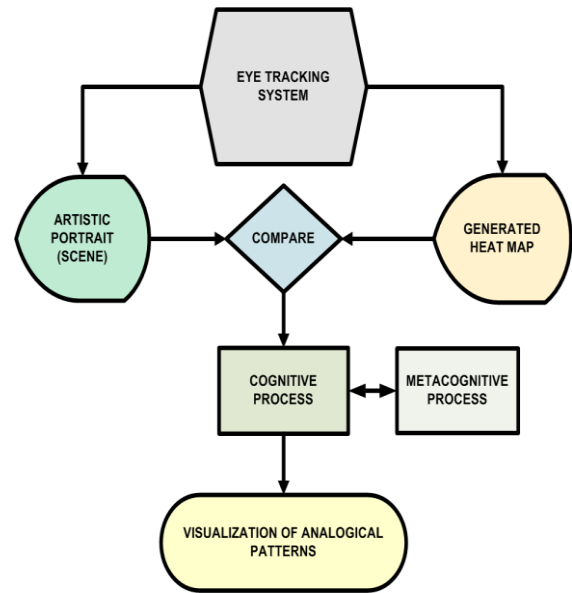 EYE TRACKING
SYSTEM
ARTISTIC
PORTRAIT
(SCENE)
COMPARE
GENERATED
HEAT MAP
COGNITIVE
PROCESS
METACOGNITIVE
PROCESS
VISUALIZATION OF ANALOGICAL
PATTERNS